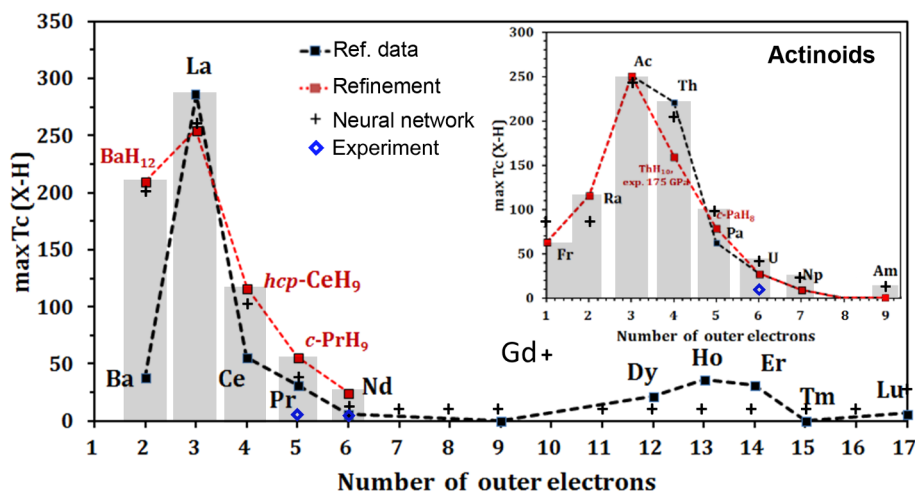 350
300
250
200
150
100
50
0
max Tc (X-H)
La
BaH12
hcp-CeH9
c-PrH9
Ba
Ce
Pr
Nd
Gd
Dy
Ho
Er
Tm
Lu
Ref. data
Refinement
Neural network
Experiment
1 2 3 4 5 6 7 8 9 10 11 12 13 14 15 16 17
Number of outer electrons
Actinoids
300
250
200
150
100
50
0
max Tc (X-H)
Ac
Th
ThH10,
exp. 175 GPa
c-PaH8
Ra
Fr
Pa
U
Np
Am
1 2 3 4 5 6 7 8 9
Number of outer electrons